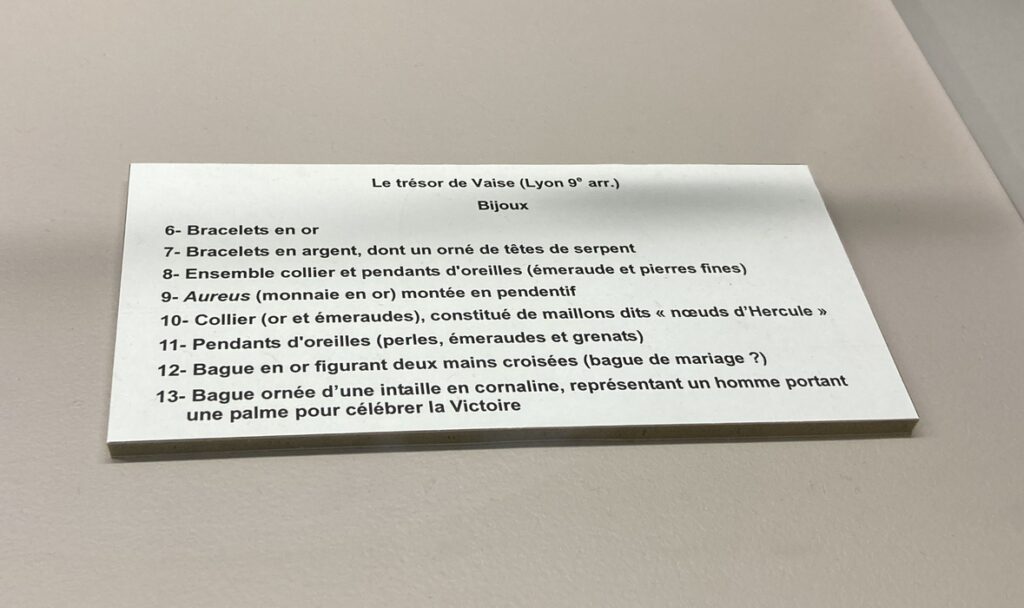 Le trésor de Vaise (Lyon 9e arr.)
Bijoux
6- Bracelets en or
7- Bracelets en argent, dont un orné de têtes de serpent
8- Ensemble collier et pendants d'oreilles (émeraude et pierres fines)
9- Aureus (monnaie en or) montée en pendentif
10- Collier (or et émeraudes), constitué de maillons dits « nœuds d’Hercule »
11- Pendants d'oreilles (perles, émeraudes et grenats)
12- Bague en or figurant deux mains croisées (bague de mariage ?)
13- Bague ornée d’une intaille en cornaline, représentant un homme portant
une palme pour célébrer la Victoire